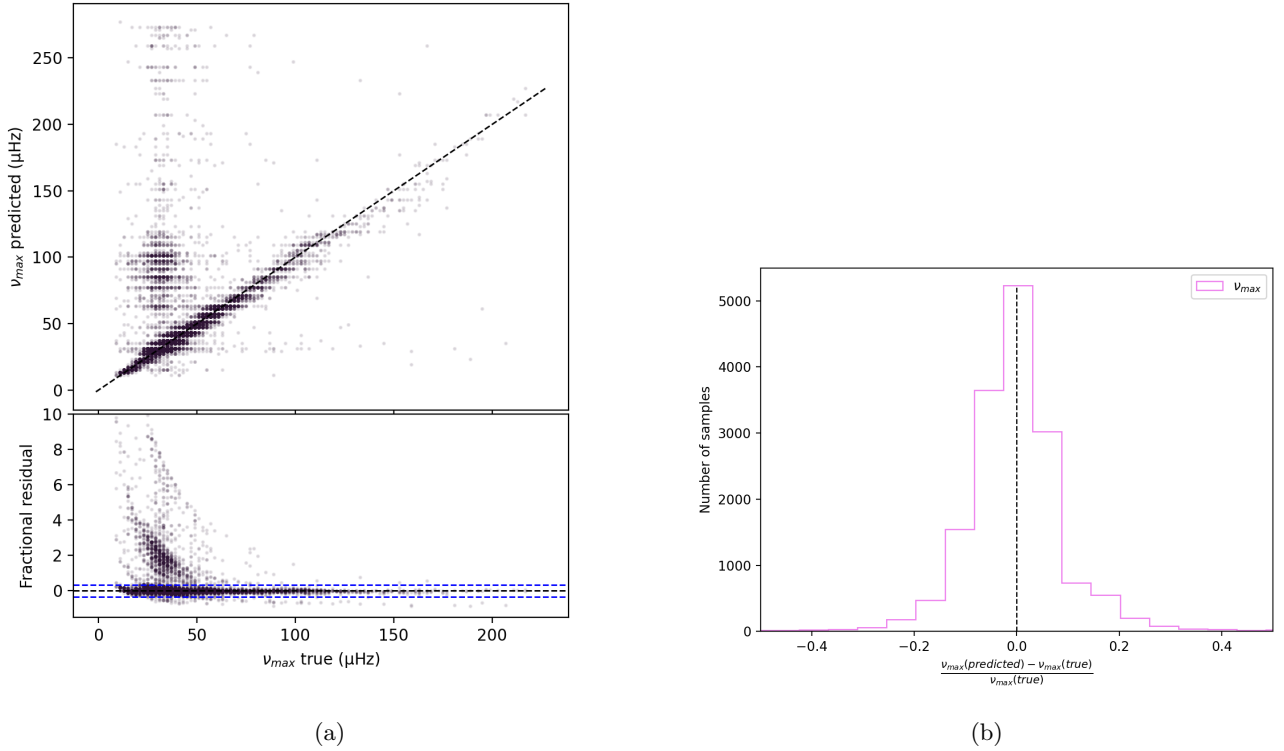 250
200
150
100
50
0
ν_max predicted (μHz)
10
8
6
4
2
0
Fractional residual
0 50 100 150 200
ν_max true (μHz)
(a)
5000
4000
3000
2000
1000
0
Number of samples
ν_max
−0.4 −0.2 0.0 0.2 0.4
ν_max(predicted) − ν_max(true)
ν_max(true)
(b)